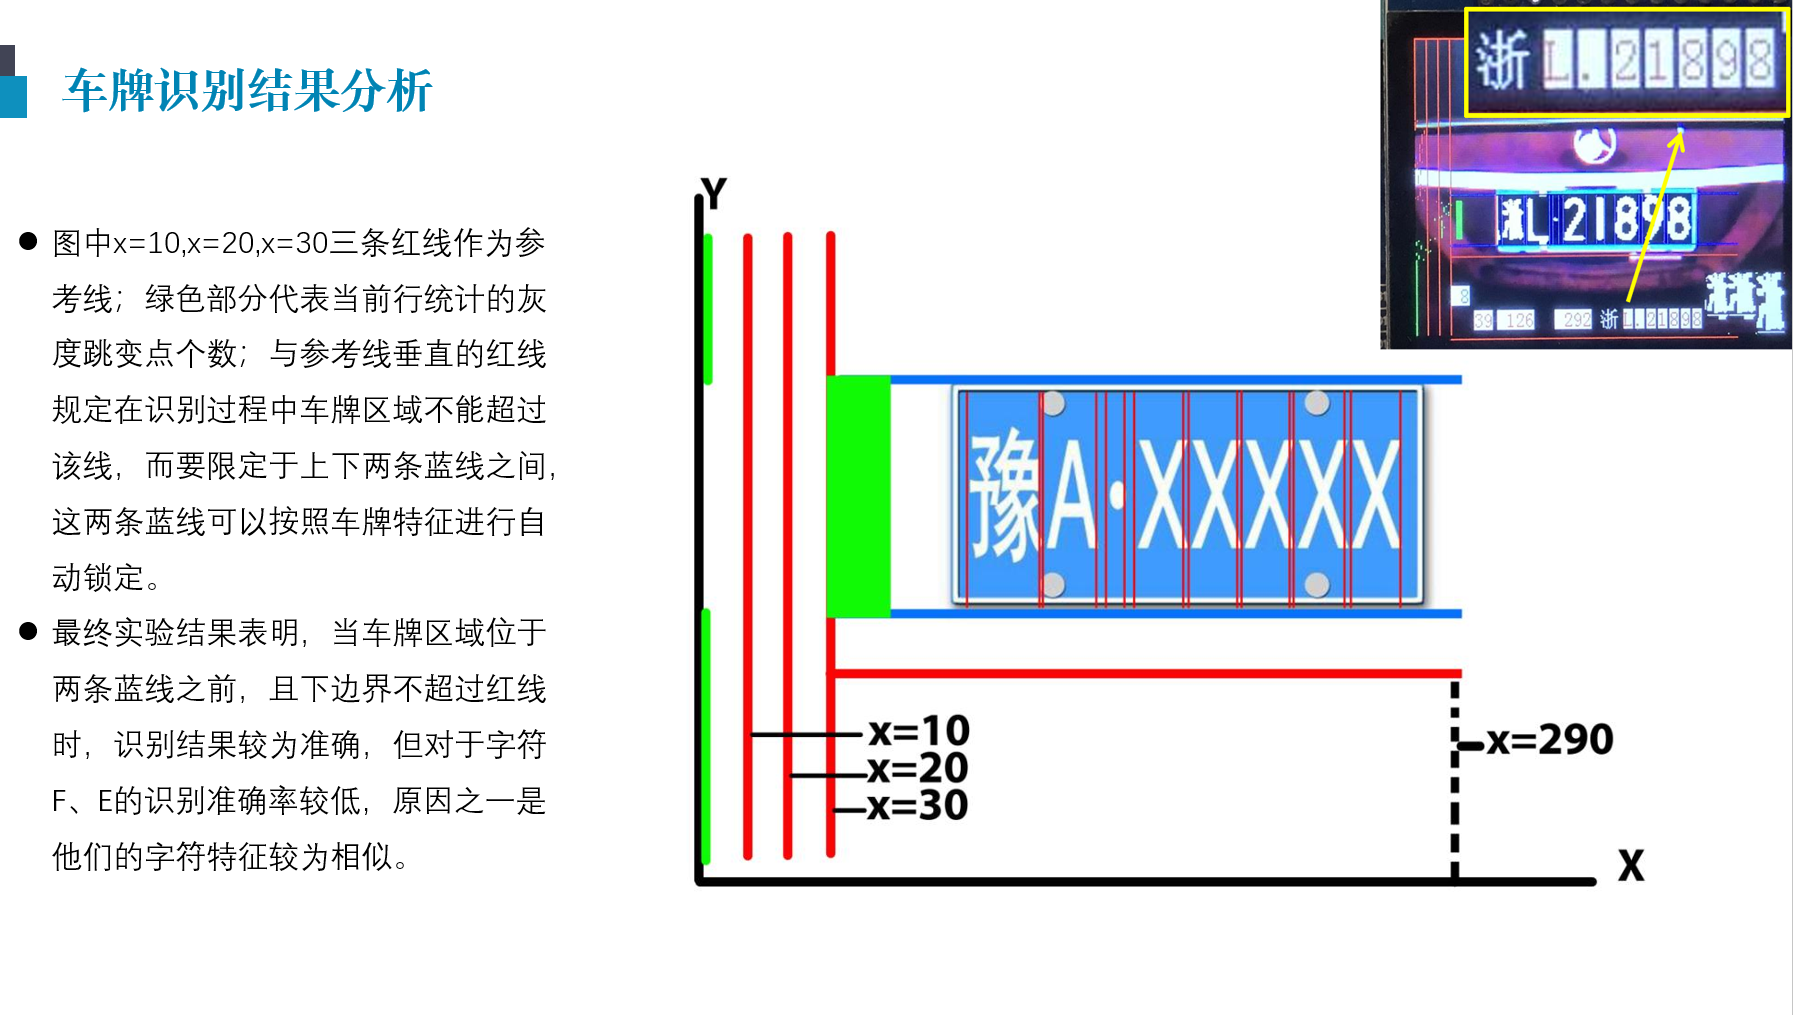 车牌识别结果分析
图中x=10,x=20,x=30三条红线作为参
考线；绿色部分代表当前行统计的灰
度跳变点个数；与参考线垂直的红线
规定在识别过程中车牌区域不能超过
该线，而要限定于上下两条蓝线之间，
这两条蓝线可以按照车牌特征进行自
动锁定。
最终实验结果表明，当车牌区域位于
两条蓝线之前，且下边界不超过红线
时，识别结果较为准确，但对于字符
F、E的识别准确率较低，原因之一是
他们的字符特征较为相似。
Y
豫A·XXXXX
x=10
x=20
x=30
x=290
X
浙L.21898
浙L·21898
8
39 126 292 浙L.21898